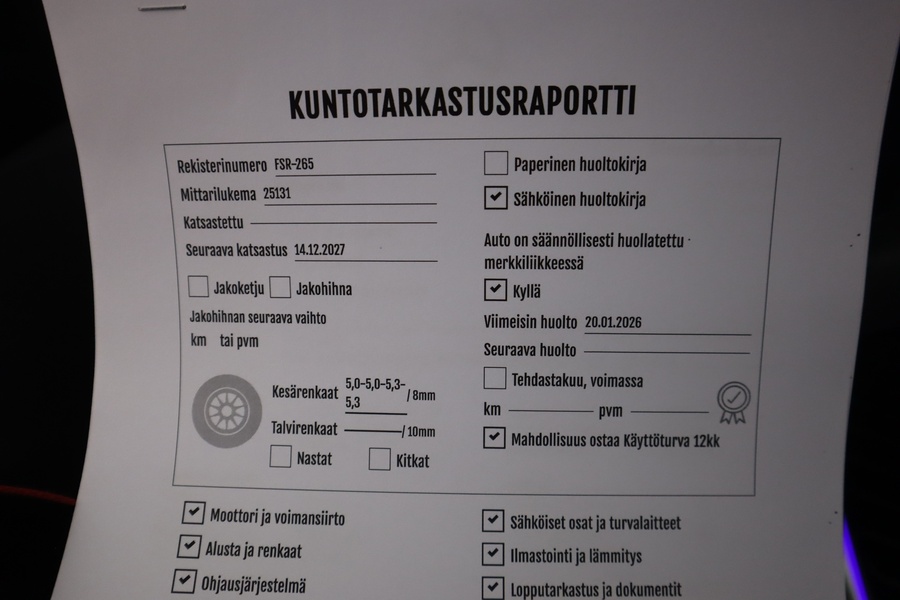 KUNTOTARKASTUSRAPORTTI
Rekisterinumero FSR-265
Mittarilukema 25131
Katsastettu
Seuraava katsastus 14.12.2027
Jakoketju Jakohihna
Jakohihnan seuraava vaihto
km tai pvm
Kesärenkaat 5,0-5,0-5,3-
5,3 / 8mm
Talvirenkaat / 10mm
Nastat Kitkat
Paperinen huoltokirja
Sähköinen huoltokirja
Auto on säännöllisesti huollatettu
merkkiliikkeessä
Kyllä
Viimeisin huolto 20.01.2026
Seuraava huolto
Tehdastakuu, voimassa
km pvm
Mahdollisuus ostaa Käyttöturva 12kk
Moottori ja voimansiirto
Alusta ja renkaat
Ohjausjärjestelmä
Sähköiset osat ja turvalaitteet
Ilmastointi ja lämmitys
Lopputarkastus ja dokumentit